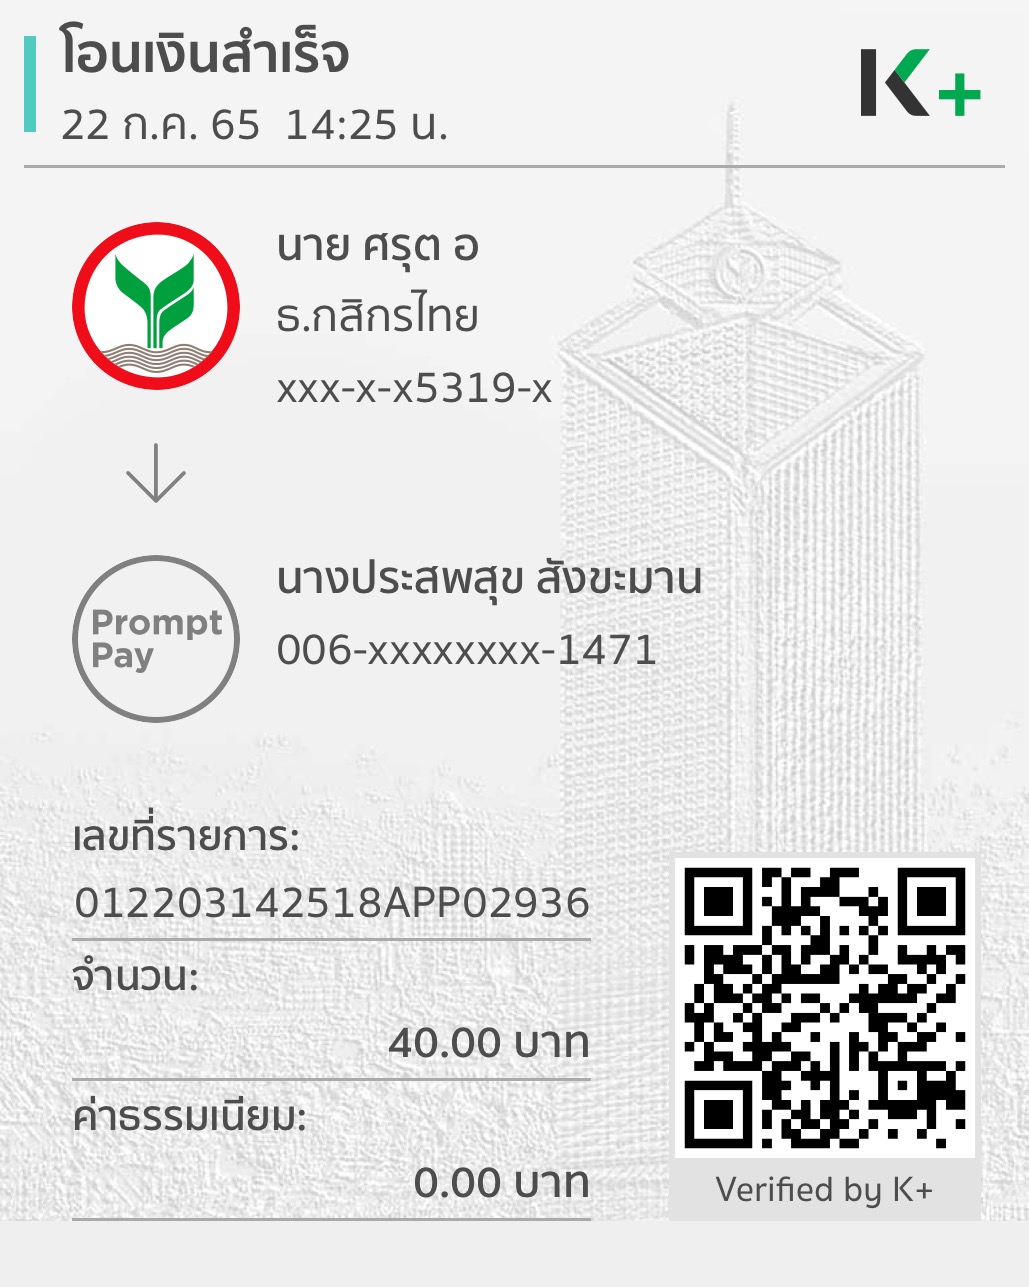 โอนเงินสำเร็จ
22 ก.ค. 65 14:25 น.
K+
นาย ศรุต อ
ธ.กสิกรไทย
xxx-x-x5319-x
Prompt
Pay
นางประสพสุข สังขะมาน
006-xxxxxxxx-1471
เลขที่รายการ:
012203142518APP02936
จำนวน:
40.00 บาท
ค่าธรรมเนียม:
0.00 บาท
Verified by K+